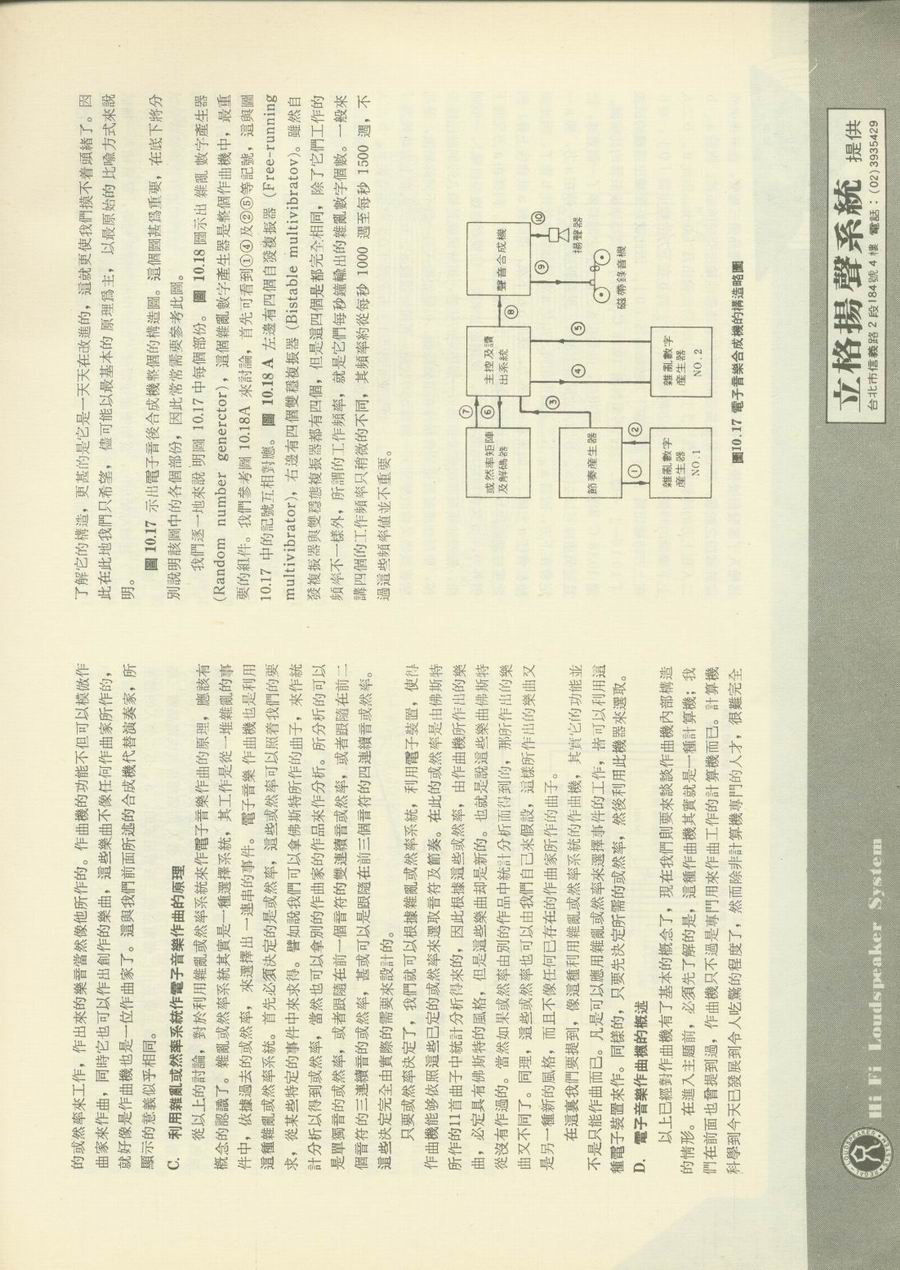 的或然率來工作，作出來的樂音當然像他所作的。作曲機的功能不但可以模倣作
曲家來作曲，同時它也可以作出創作的樂曲，這些樂曲不像任何作曲家所作的，
就好像是作曲機也是一位作曲家了。這與我們前面所述的合成機代替演奏家，所
顯示的意義似乎相同。
C. 利用雜亂或然率系統作電子音樂作曲的原理
從以上的討論，對於利用雜亂或然率系統來作電子音樂作曲的原理，應該有
概念的認識了。雜亂或然率系統其實是一種選擇系統，其工作是從一堆雜亂的事
件中，依據過去的或然率，來選擇出一連串的事件。電子音樂作曲機也是利用
這種雜亂或然率系統。首先必須決定的是或然率，這些或然率可以照着我們的要
求，從某些特定的事件中來求得。譬如說我們可以拿佛斯特所作的曲子，來作統
計分析以得到或然率，當然也可以拿別的作曲家的作品來作分析。所分析的可以
是單獨音的或然率，或者跟隨在前一個音符的雙連續音或然率，或者跟隨在前二
個音符的三連續音的或然率，甚或可以是跟隨在前三個音符的四連續音或然率。
這些決定完全由實際的需要來設計的。
只要或然率決定了，我們就可以根據雜亂或然率系統，利用電子裝置，使得
作曲機能够依照這些已定的或然率來選取音符及節奏。在此的或然率是由佛斯特
所作的11首曲子中統計分析得來的，因此根據這些或然率，由作曲機所作出的樂
曲，必定具有佛斯特的風格，但是這些樂曲却是新的。也就是說這些樂曲佛斯特
從沒有作過的。當然如果或然率由別的作品中統計分析而得到的，那所作出的樂
曲又不同了。同理，這些或然率也可以由我們自己來假設，這樣所作出的樂曲又
是另一種新的風格，而且不像任何已存在的作曲家所作的曲子。
在這裏我們要提到，像這種利用雜亂或然率系統的作曲機，其實它的功能並
不是只能作曲而已。凡是可以應用雜亂或然率來選擇事件的工作，皆可以利用這
種電子裝置來作。同樣的，只要先決定所需的或然率，然後利用此機器來選取。
D. 電子音樂作曲機的概述
以上已經對作曲機有了基本的概念了，現在我們則要來談談作曲機內部構造
的情形。在進入主題前，必須先了解的是，這種作曲機其實就是一種計算機；我
們在前面也曾提到過，作曲機只不過是專門用來作曲工作的計算機而已。計算機
科學到今天已發展到令人吃驚的程度了，然而除非計算機專門的人才，很難完全
了解它的構造，更甚的是它是一天天在改進的，這就更使我們摸不着頭緒了。因
此在此地我們只希望，儘可能以最基本的原理爲主，以最原始的比喻方式來說
明。
圖 10.17 示出電子音後合成機整個的構造圖。這個圖甚爲重要，在底下將分
別說明該圖中的各個部份，因此常常需要參考此圖。
我們逐一地來說明圖 10.17 中每個部份。圖 10.18 圖示出雜亂數字產生器
(Random number generctor)，這個雜亂數字產生器是整個作曲機中，最重
要的組件。我們參考圖 10.18A 來討論，首先可看到①④及②⑤等記號，這與圖
10.17 中的記號互相對應。圖 10.18 A 左邊有四個自發複振器 (Free-running
multivibrator)，右邊有四個雙穩複振器 (Bistable multivibratov)。雖然自
發複振器與雙穩態複振器都有四個，但是這四個是都完全相同，除了它們工作的
頻率不一樣外，所謂的工作頻率，就是它們每秒鐘輸出的雜亂數字個數。一般來
講四個的工作頻率只稍微的不同，其頻率約從每秒 1000 週至每秒 1500 週，不
過這些頻率値並不重要。
或然率矩陣
及解碼器
⑦
⑥
主控及讀
出系統
⑧
聲音合成機
⑨
⑩
揚聲器
磁帶錄音機
節奏產生器
③
④
⑤
①
②
雜亂數字
產生器
NO.1
雜亂數字
產生器
NO.2
圖10.17 電子音樂合成機的構造略圖
Hi Fi Loudspeaker System
立格揚聲系統 提供
台北市信義路2段184號4樓 電話：(02)3935429